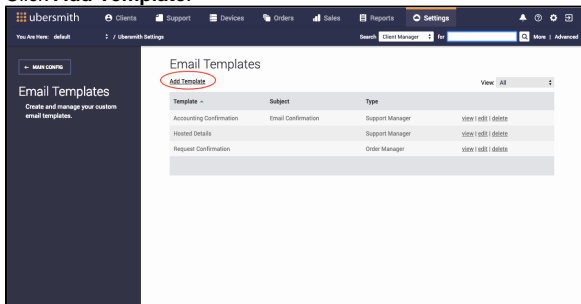 Click Add Template.
ubersmith Clients Support Devices Orders Sales Reports Settings
You Are Here: default / Ubersmith Settings Search Client Manager for More | Advanced
← MAIN CONFIG
Email Templates
Create and manage your custom
email templates.
Email Templates
Add Template
View: All
Template Subject Type
Accounting Confirmation Email Confirmation Support Manager view | edit | delete
Hosted Details Support Manager view | edit | delete
Request Confirmation Order Manager view | edit | delete